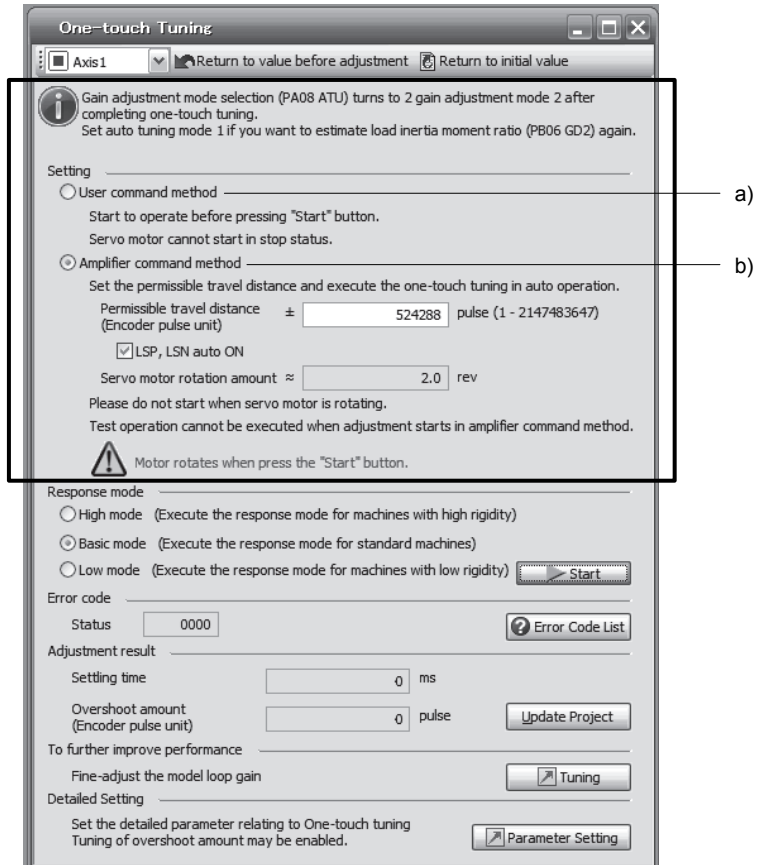 One-touch Tuning
Axis1 Return to value before adjustment Return to initial value
Gain adjustment mode selection (PA08 ATU) turns to 2 gain adjustment mode 2 after
completing one-touch tuning.
Set auto tuning mode 1 if you want to estimate load inertia moment ratio (PB06 GD2) again.
Setting
User command method
a)
Start to operate before pressing "Start" button.
Servo motor cannot start in stop status.
Amplifier command method
b)
Set the permissible travel distance and execute the one-touch tuning in auto operation.
Permissible travel distance
(Encoder pulse unit)
± 524288 pulse (1 - 2147483647)
LSP, LSN auto ON
Servo motor rotation amount ≈ 2.0 rev
Please do not start when servo motor is rotating.
Test operation cannot be executed when adjustment starts in amplifier command method.
Motor rotates when press the "Start" button.
Response mode
High mode (Execute the response mode for machines with high rigidity)
Basic mode (Execute the response mode for standard machines)
Low mode (Execute the response mode for machines with low rigidity) Start
Error code
Status 0000 Error Code List
Adjustment result
Settling time 0 ms
Overshoot amount
(Encoder pulse unit)
0 pulse Update Project
To further improve performance
Fine-adjust the model loop gain Tuning
Detailed Setting
Set the detailed parameter relating to One-touch tuning
Tuning of overshoot amount may be enabled. Parameter Setting